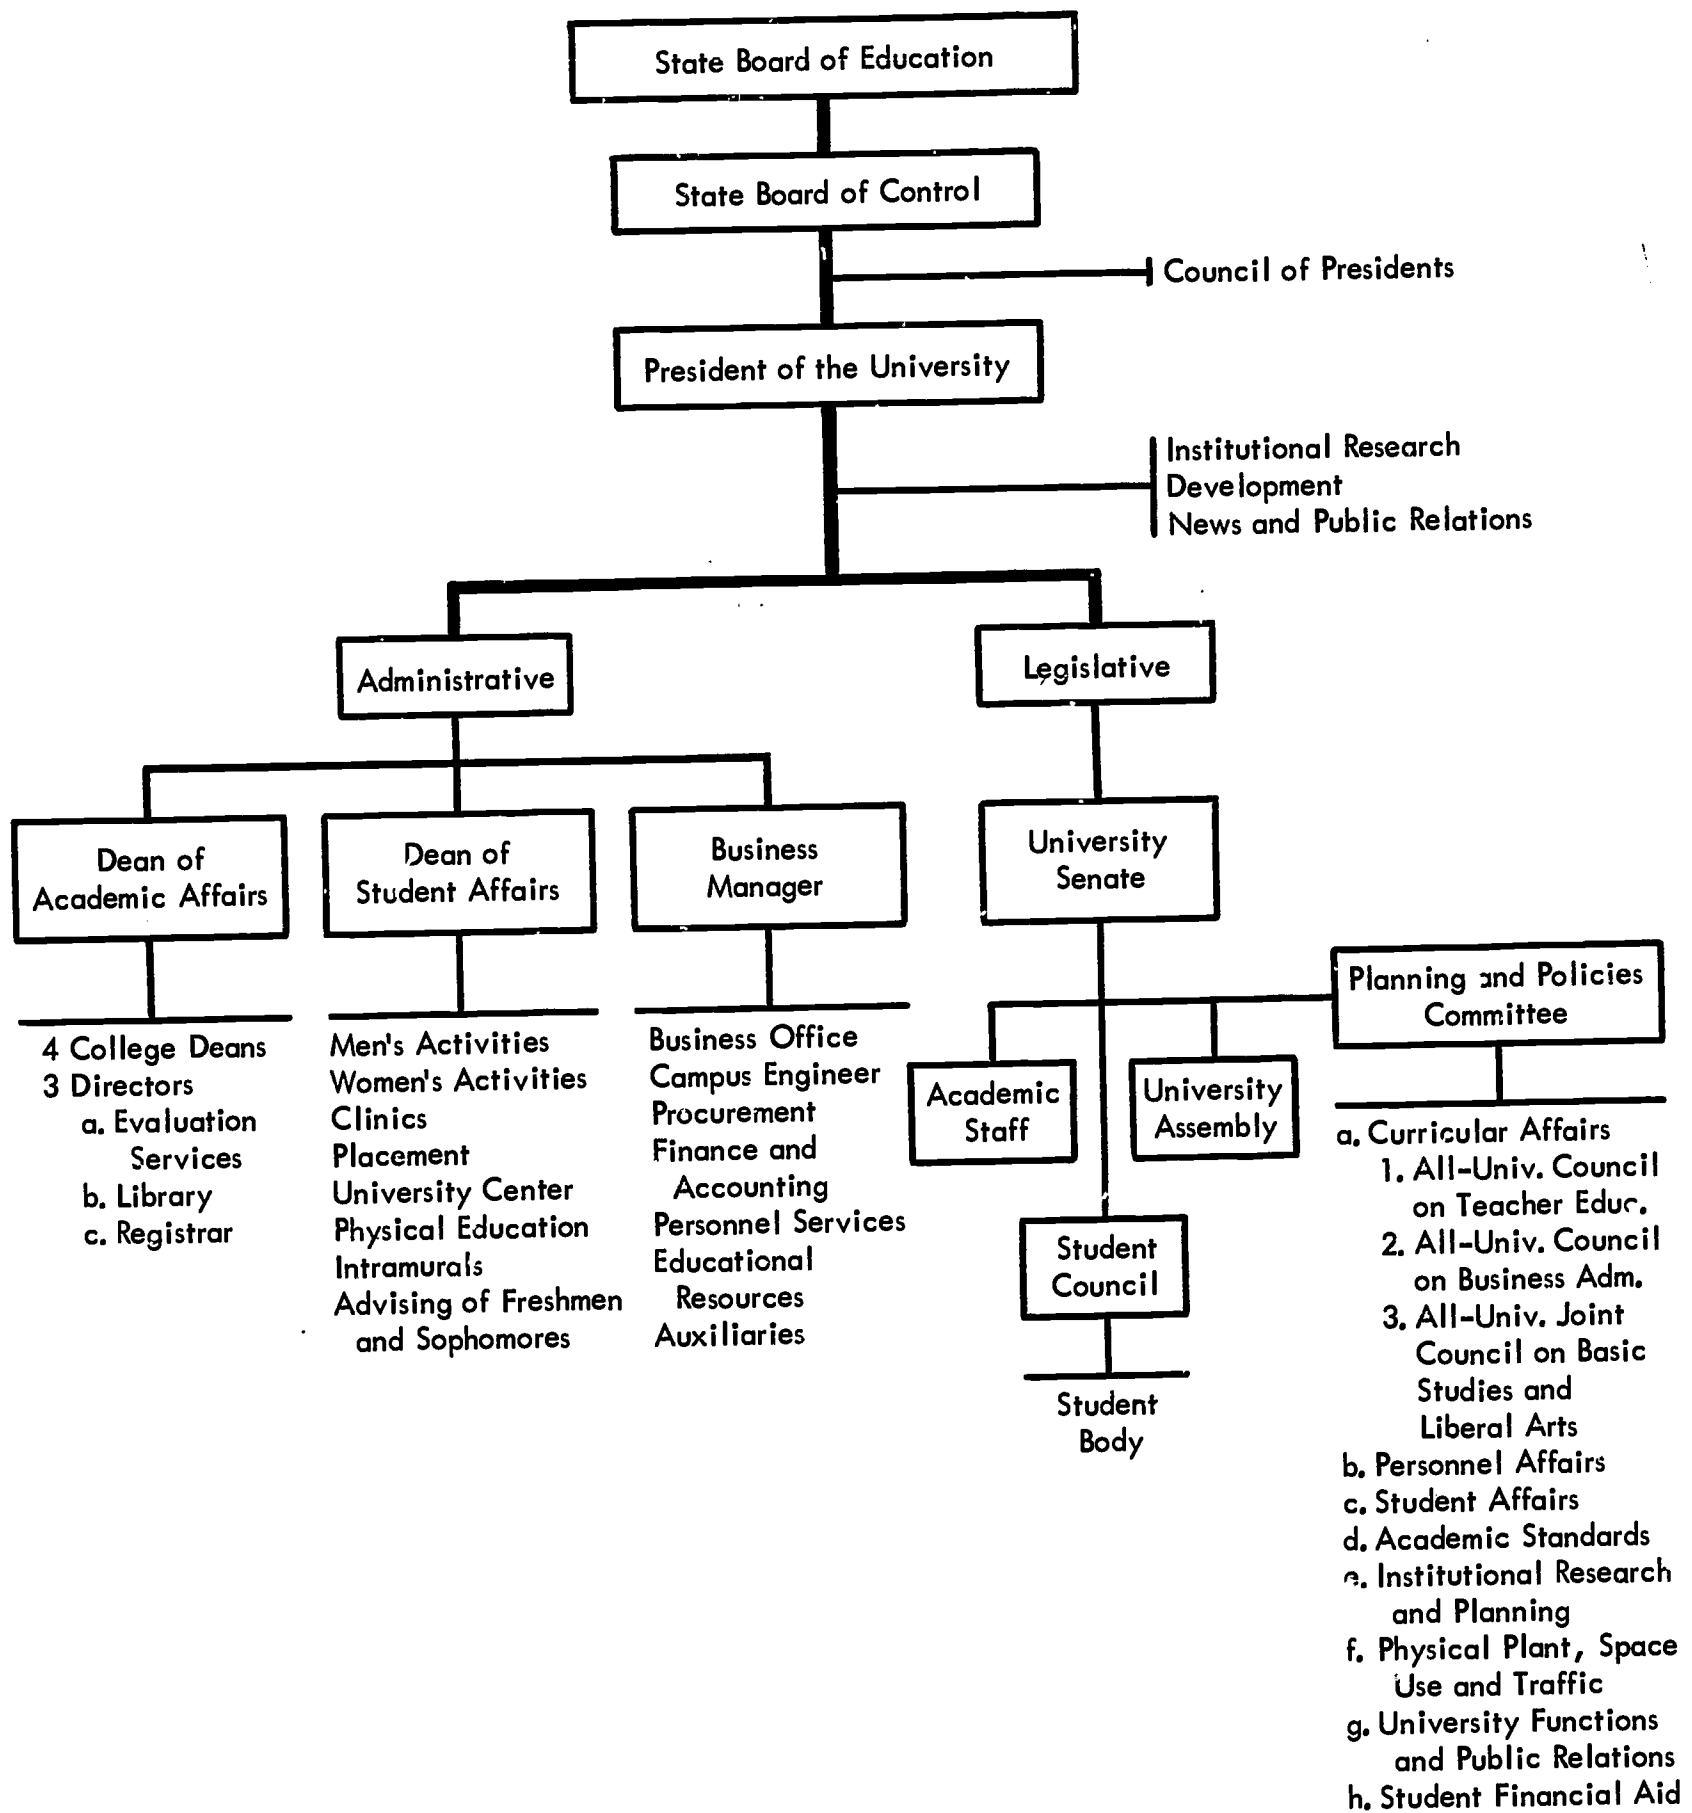 State Board of Education
State Board of Control
Council of Presidents
President of the University
Institutional Research
Development
News and Public Relations
Administrative
Legislative
Dean of
Academic Affairs
Dean of
Student Affairs
Business
Manager
University
Senate
4 College Deans
3 Directors
a. Evaluation
Services
b. Library
c. Registrar
Men's Activities
Women's Activities
Clinics
Placement
University Center
Physical Education
Intramurals
Advising of Freshmen
and Sophomores
Business Office
Campus Engineer
Procurement
Finance and
Accounting
Personnel Services
Educational
Resources
Auxiliaries
Academic
Staff
University
Assembly
Student
Council
Student
Body
Planning and Policies
Committee
a. Curricular Affairs
1. All-Univ. Council
on Teacher Educ.
2. All-Univ. Council
on Business Adm.
3. All-Univ. Joint
Council on Basic
Studies and
Liberal Arts
b. Personnel Affairs
c. Student Affairs
d. Academic Standards
e. Institutional Research
and Planning
f. Physical Plant, Space
Use and Traffic
g. University Functions
and Public Relations
h. Student Financial Aid